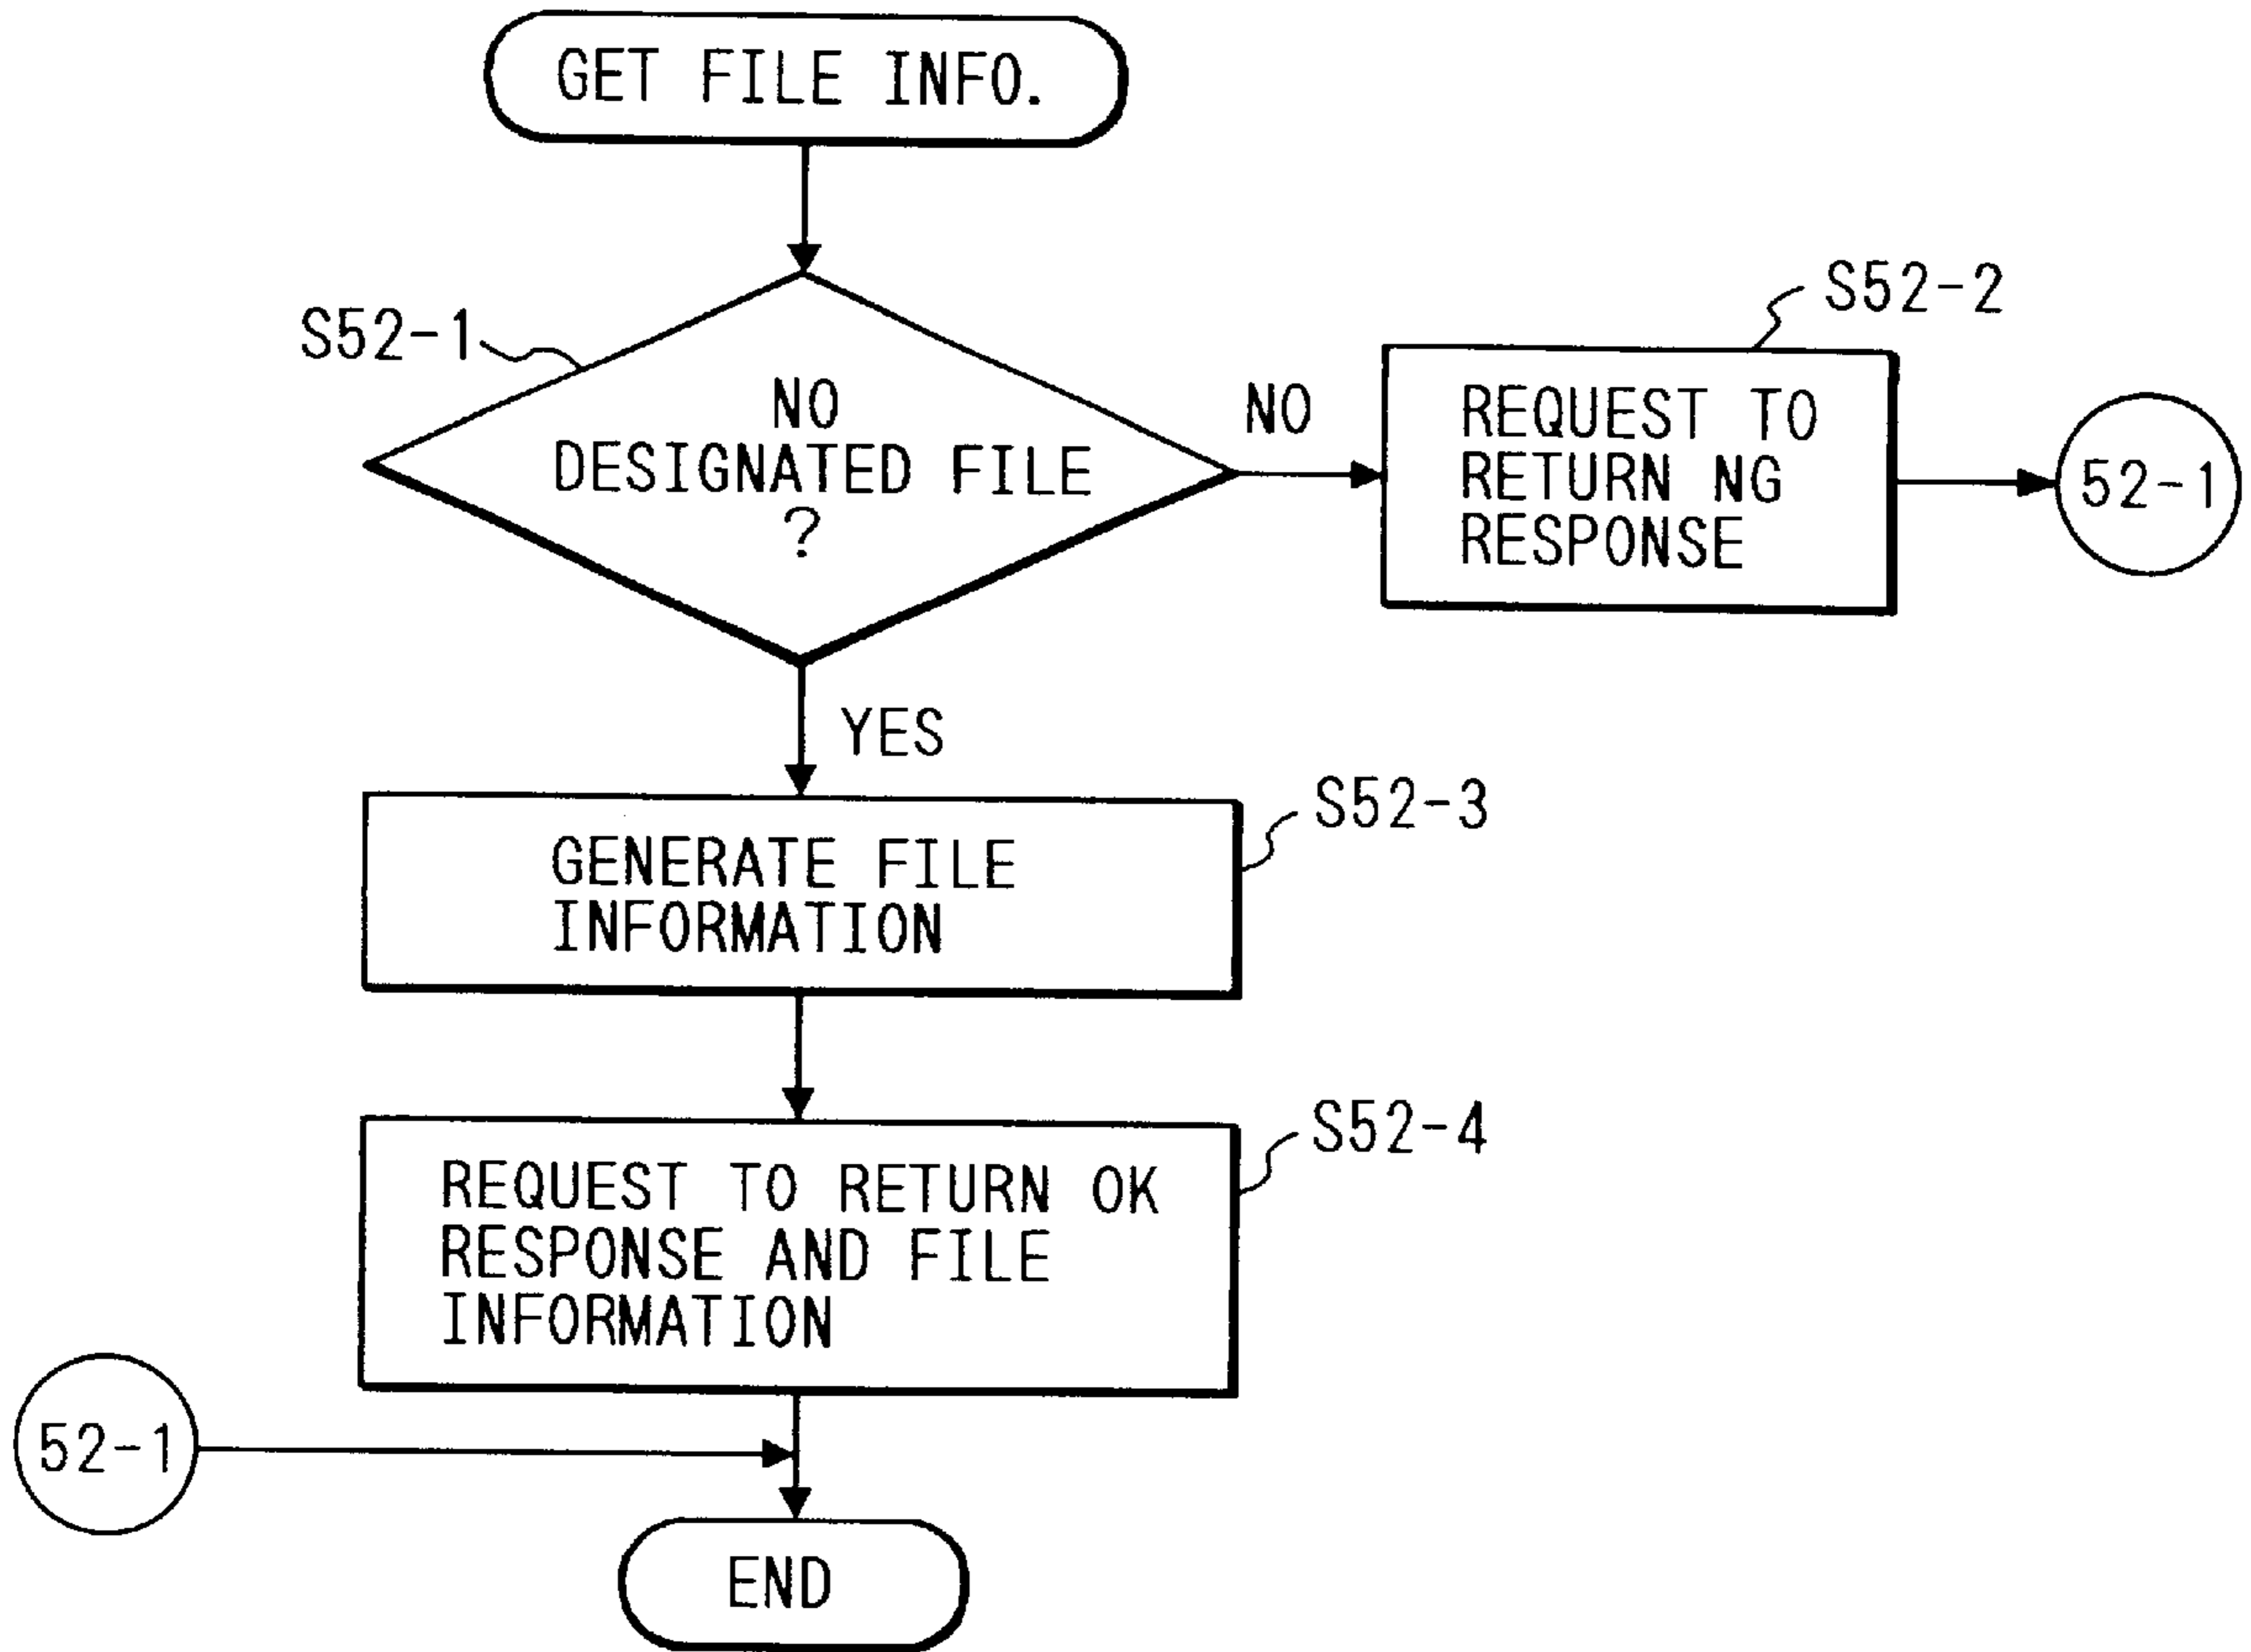 GET FILE INFO.
S52-1
NO
DESIGNATED FILE
?
NO
S52-2
REQUEST TO
RETURN NG
RESPONSE
52-1
YES
S52-3
GENERATE FILE
INFORMATION
S52-4
REQUEST TO RETURN OK
RESPONSE AND FILE
INFORMATION
52-1
END